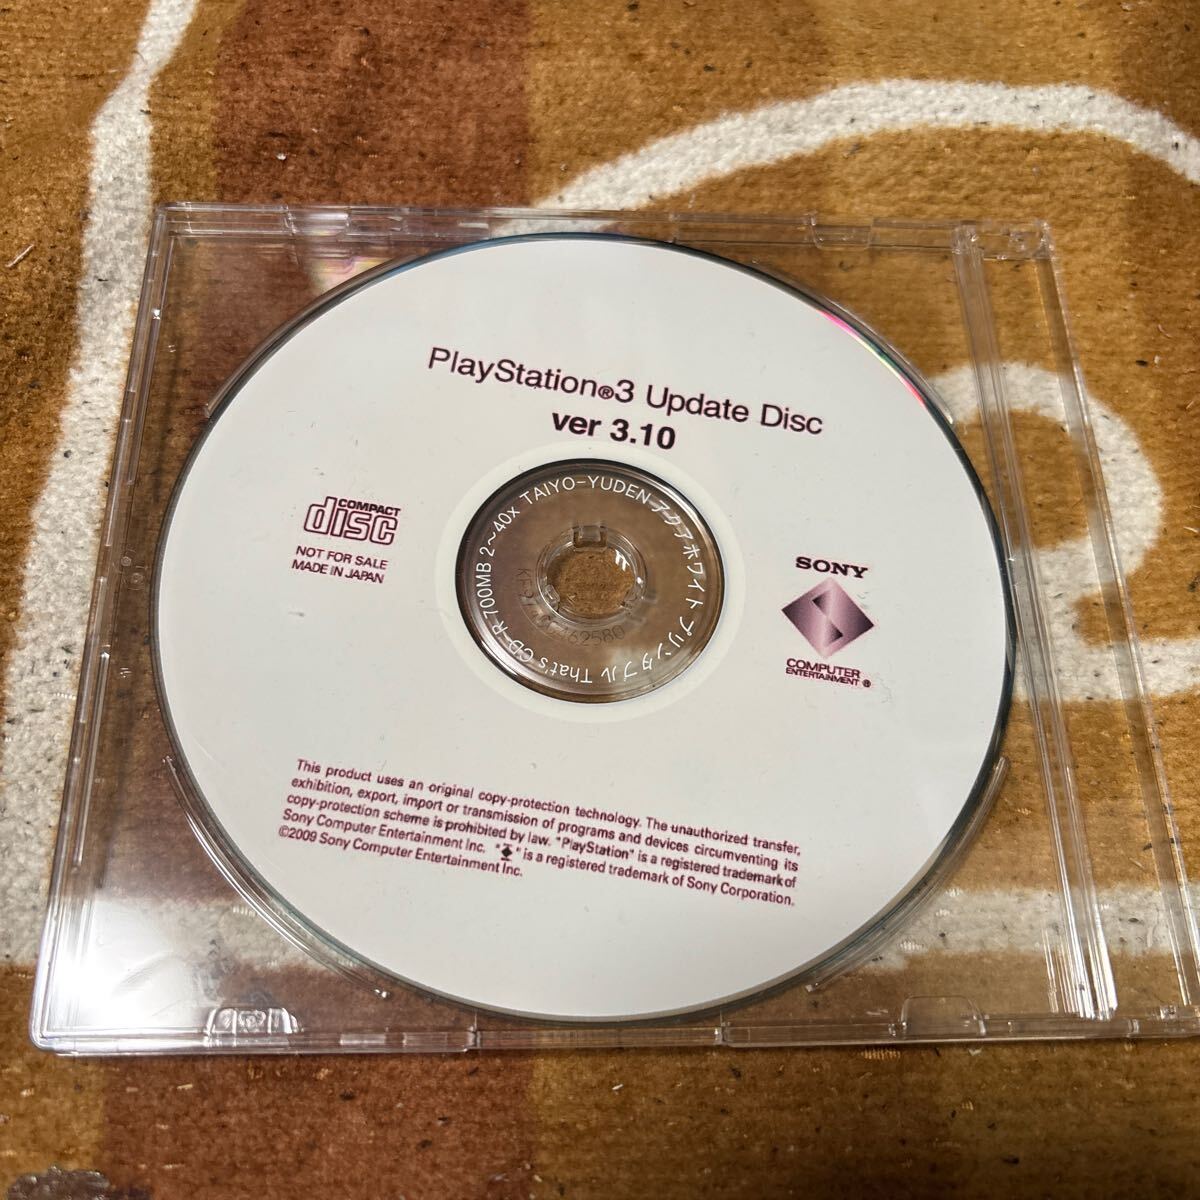 PlayStation®3 Update Disc
ver 3.10
COMPACT
disc
NOT FOR SALE
MADE IN JAPAN
TAIYO-YUDEN アクアホワイトプリンタブル That's CD-R 700MB 2~40x
62580
SONY
COMPUTER
ENTERTAINMENT ®
This product uses an original copy-protection technology. The unauthorized transfer,
exhibition, export, import or transmission of programs and devices circumventing its
copy-protection scheme is prohibited by law. "PlayStation" is a registered trademark of
Sony Computer Entertainment Inc. " " is a registered trademark of Sony Corporation.
©2009 Sony Computer Entertainment Inc.